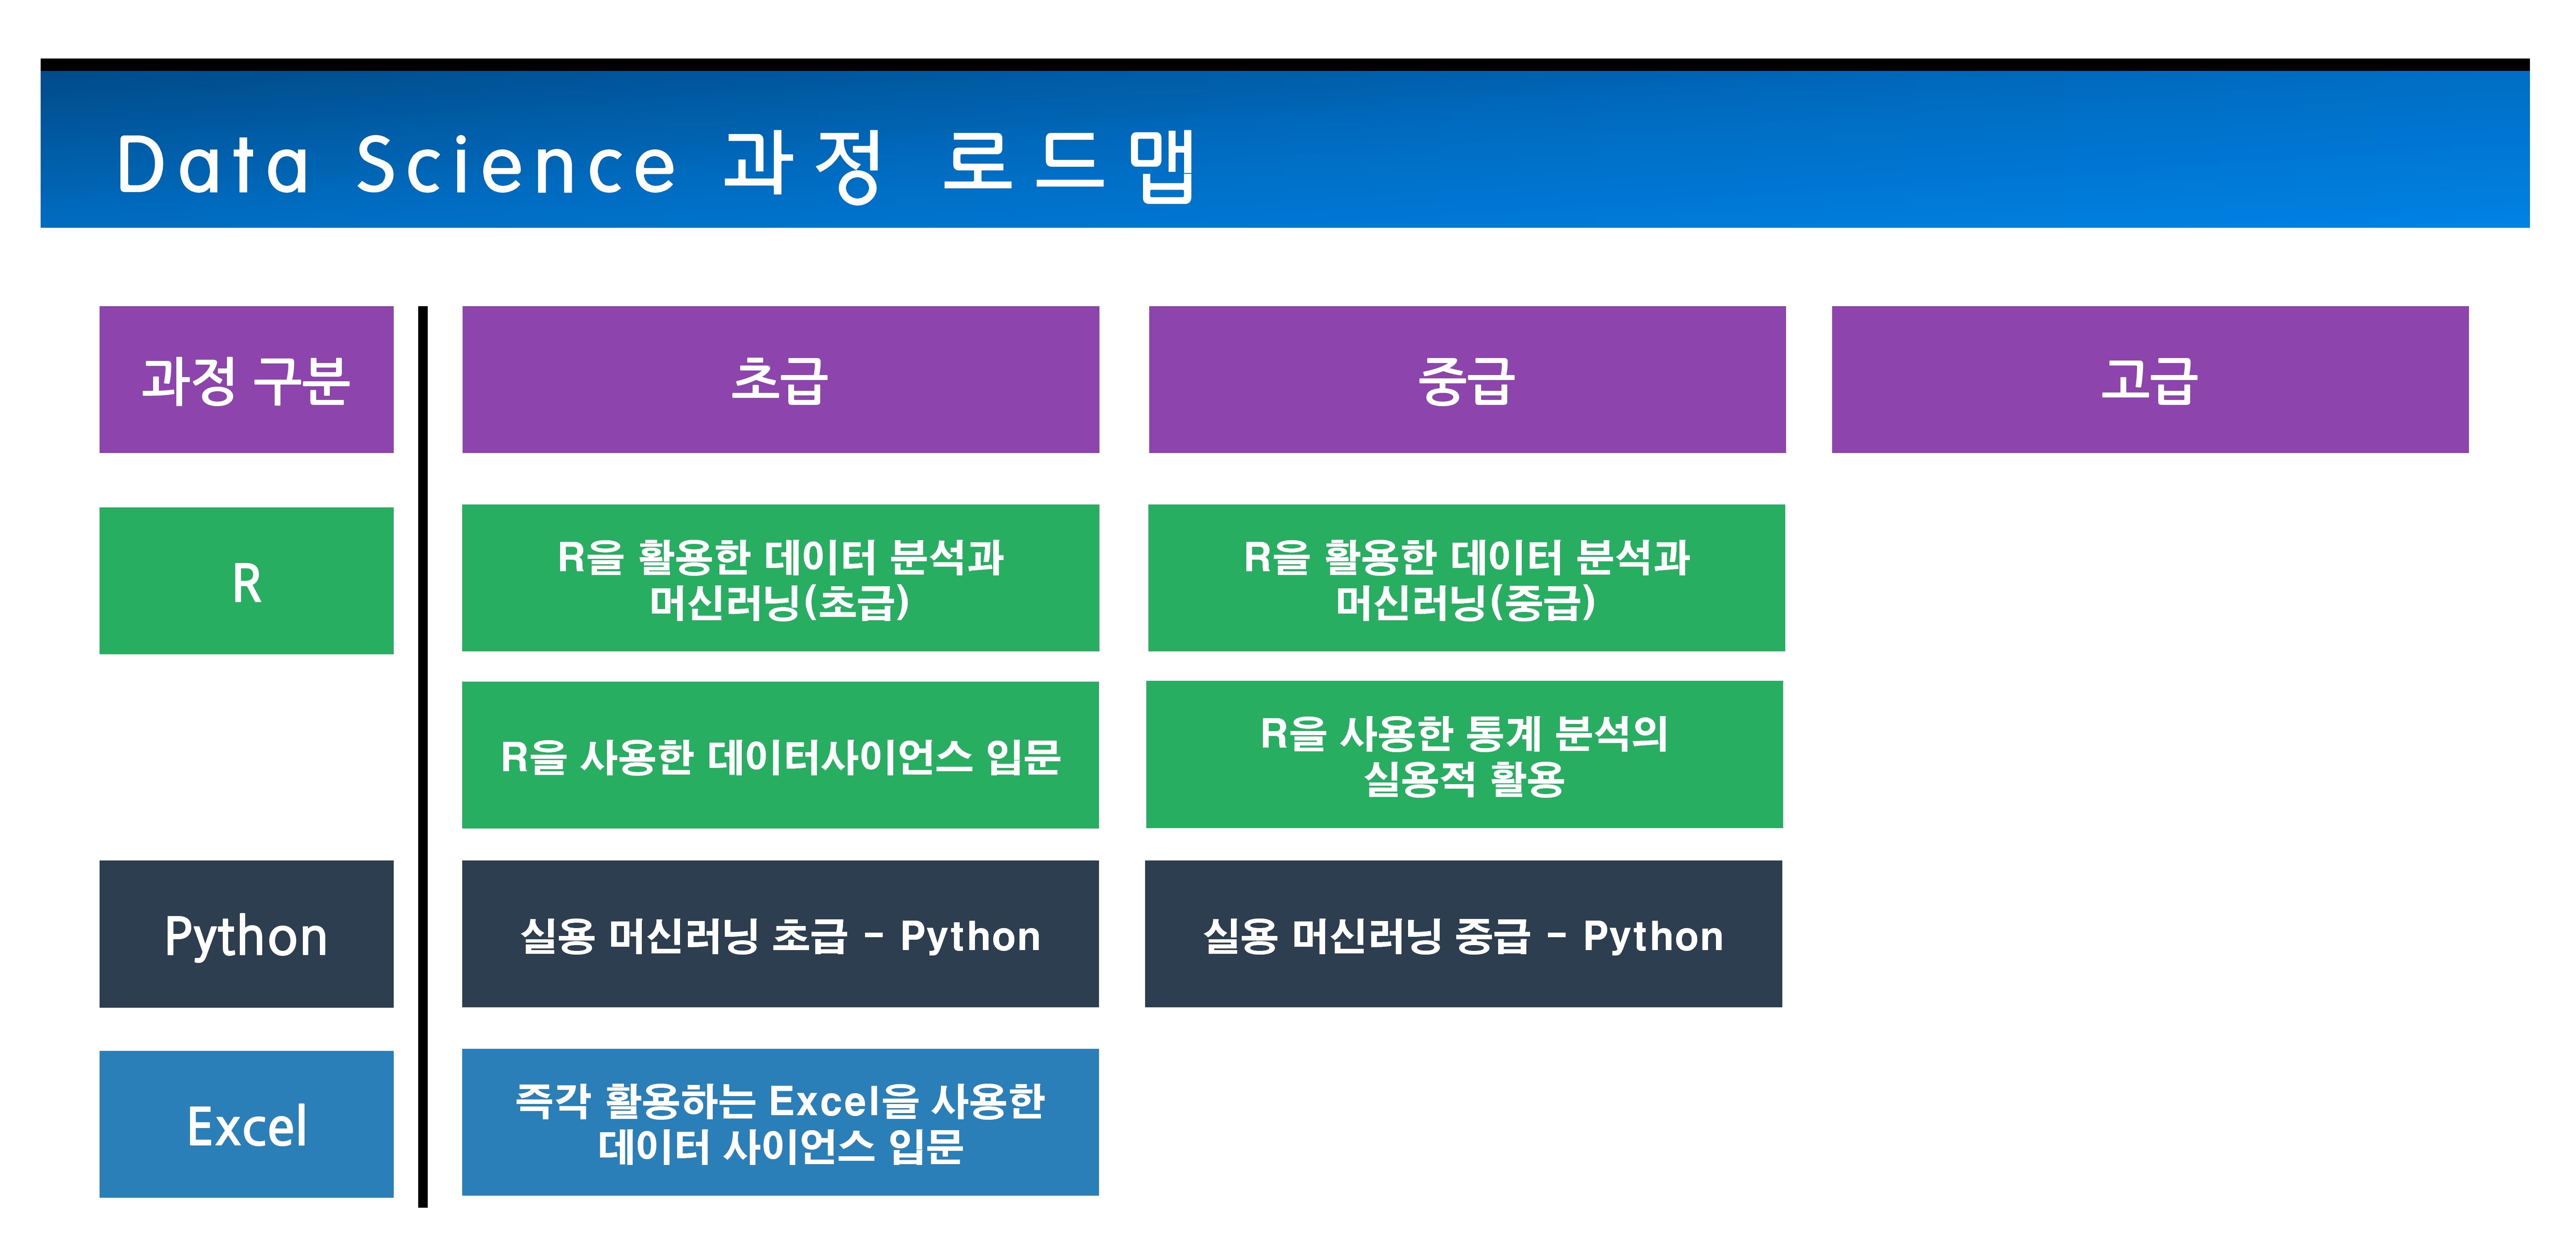 Data Science 과정 로드맵
과정 구분
초급
중급
고급
R
R을 활용한 데이터 분석과
머신러닝(초급)
R을 활용한 데이터 분석과
머신러닝(중급)
R을 사용한 데이터사이언스 입문
R을 사용한 통계 분석의
실용적 활용
Python
실용 머신러닝 초급 - Python
실용 머신러닝 중급 - Python
Excel
즉각 활용하는 Excel을 사용한
데이터 사이언스 입문